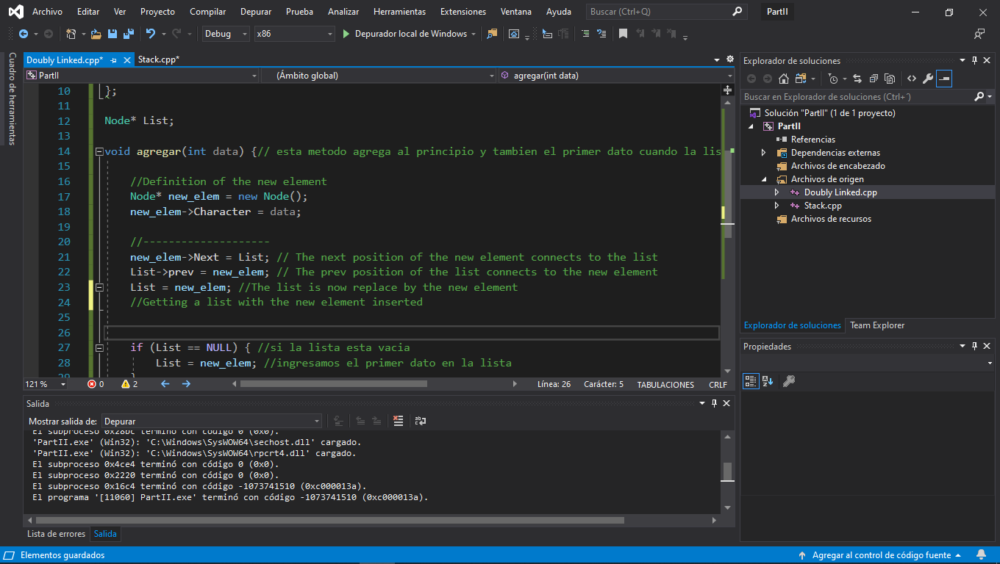 Archivo Editar Ver Proyecto Compilar Depurar Prueba Analizar Herramientas Extensiones Ventana Ayuda Buscar (Ctrl+Q) PartII
Debug x86 Depurador local de Windows
Cuadro de herramientas
Doubly Linked.cpp* Stack.cpp*
PartII (Ámbito global) agregar(int data)
10 };
11
12 Node* List;
13
14 void agregar(int data) {// esta metodo agrega al principio y tambien el primer dato cuando la lis
15
16 //Definition of the new element
17 Node* new_elem = new Node();
18 new_elem->Character = data;
19
20 //--------------------
21 new_elem->Next = List; // The next position of the new element connects to the list
22 List->prev = new_elem; // The prev position of the list connects to the new element
23 List = new_elem; //The list is now replace by the new element
24 //Getting a list with the new element inserted
25
26
27 if (List == NULL) { //si la lista esta vacia
28 List = new_elem; //ingresamos el primer dato en la lista
29 }
121 % 0 2 Línea: 26 Carácter: 5 TABULACIONES CRLF
Salida
Mostrar salida de: Depurar
El subproceso 0x28bc terminó con código 0 (0x0).
'PartII.exe' (Win32): 'C:\Windows\SysWOW64\sechost.dll' cargado.
'PartII.exe' (Win32): 'C:\Windows\SysWOW64\rpcrt4.dll' cargado.
El subproceso 0x4ce4 terminó con código 0 (0x0).
El subproceso 0x2220 terminó con código 0 (0x0).
El subproceso 0x16c4 terminó con código -1073741510 (0xc000013a).
El programa '[11060] PartII.exe' terminó con código -1073741510 (0xc000013a).
Lista de errores Salida
Explorador de soluciones
Buscar en Explorador de soluciones (Ctrl+´)
Solución "PartII" (1 de 1 proyecto)
PartII
Referencias
Dependencias externas
Archivos de encabezado
Archivos de origen
Doubly Linked.cpp
Stack.cpp
Archivos de recursos
Explorador de soluciones Team Explorer
Propiedades
Elementos guardados Agregar al control de código fuente